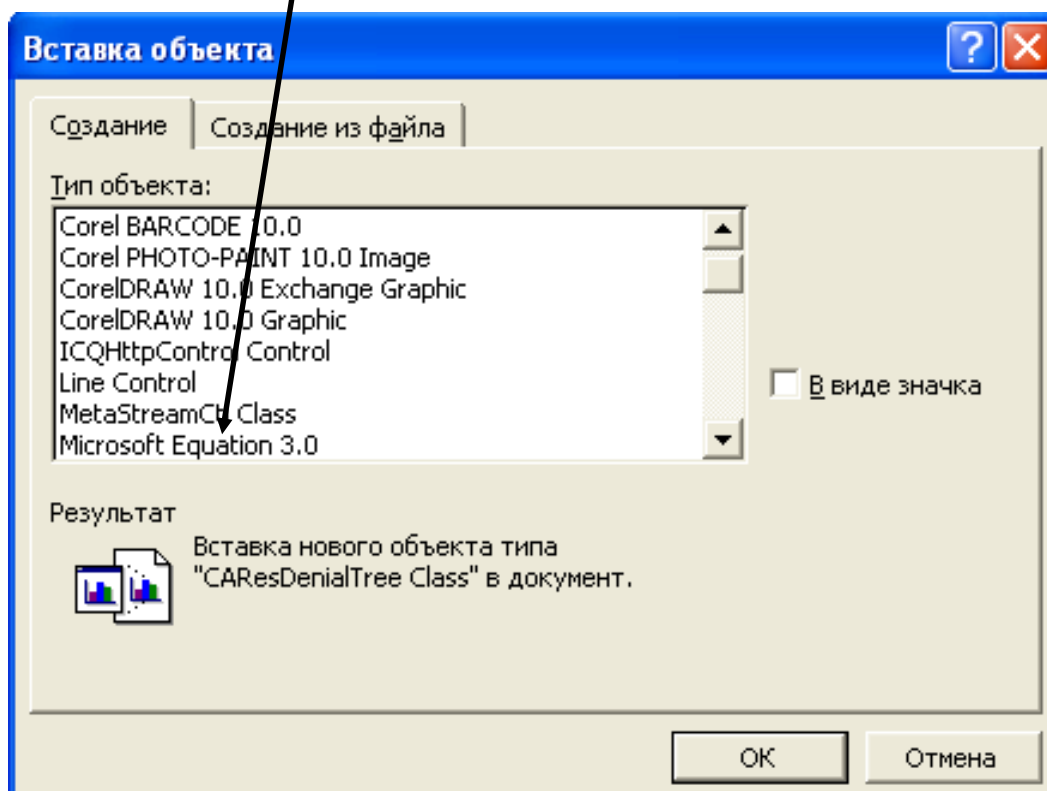 Вставка объекта
Создание
Создание из файла
Тип объекта:
Corel BARCODE 10.0
Corel PHOTO-PAINT 10.0 Image
CorelDRAW 10.0 Exchange Graphic
CorelDRAW 10.0 Graphic
ICQHttpControl Control
Line Control
MetaStreamCtl Class
Microsoft Equation 3.0
В виде значка
Результат
Вставка нового объекта типа
"CAResDenialTree Class" в документ.
ОК
Отмена